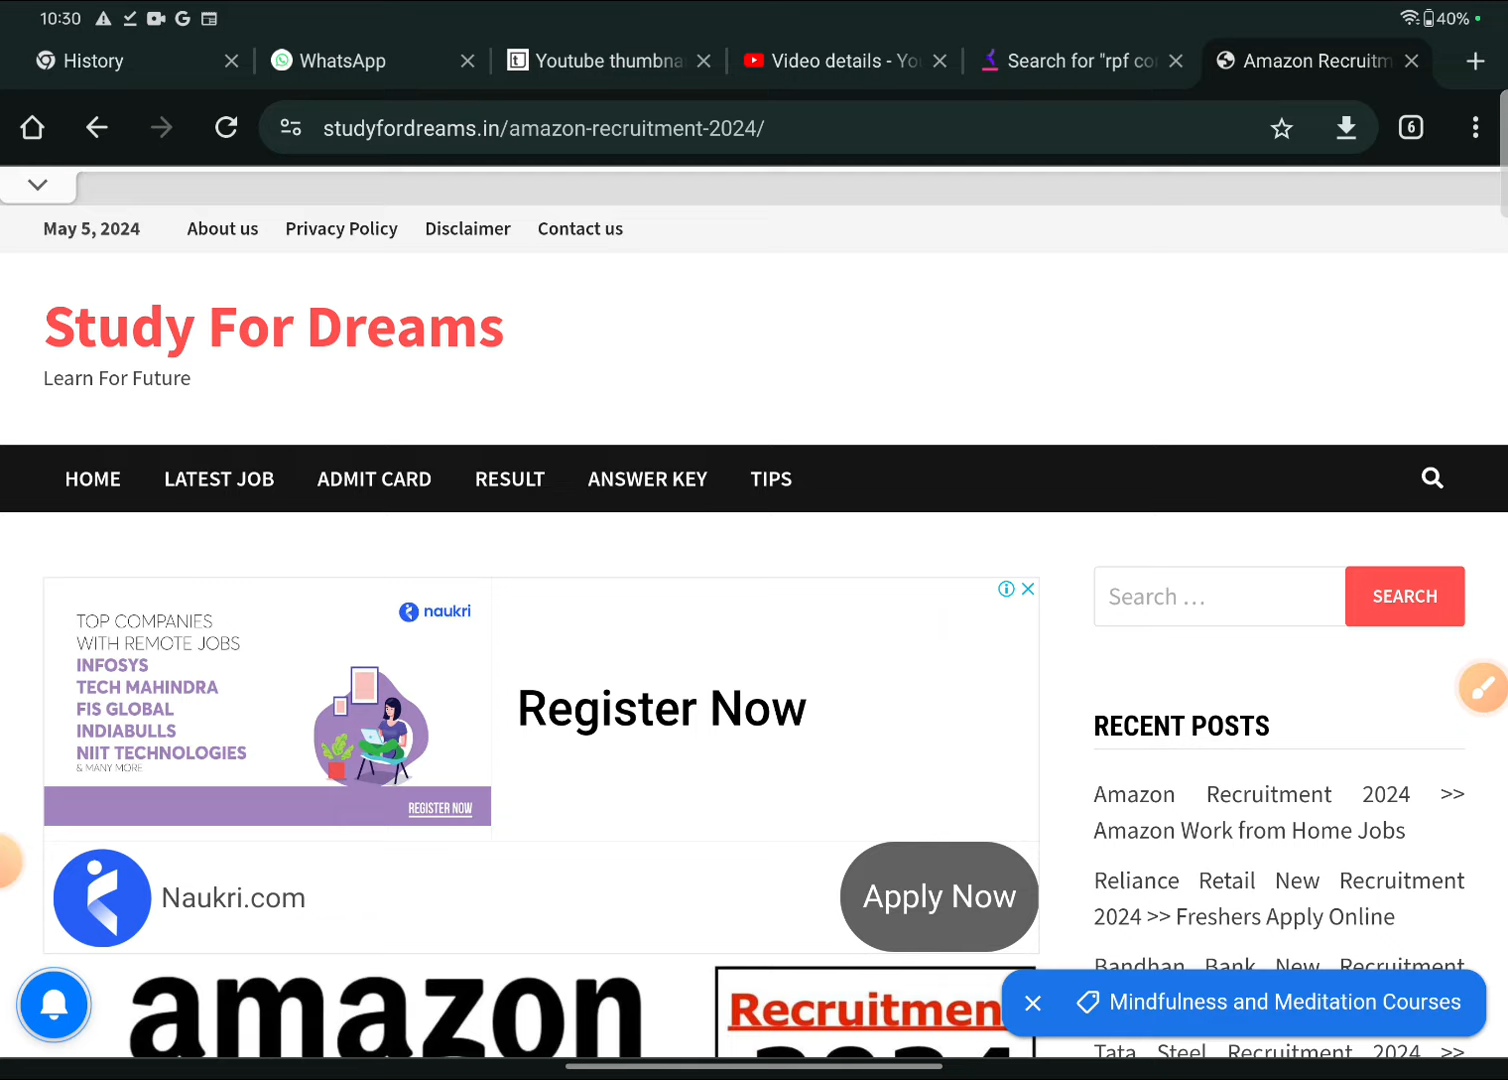 10:30
40%
History
WhatsApp
Youtube thumbna
Video details - Yo
Search for "rpf co
Amazon Recruitm
studyfordreams.in/amazon-recruitment-2024/
6
May 5, 2024 About us Privacy Policy Disclaimer Contact us
Study For Dreams
Learn For Future
HOME LATEST JOB ADMIT CARD RESULT ANSWER KEY TIPS
TOP COMPANIES
WITH REMOTE JOBS
INFOSYS
TECH MAHINDRA
FIS GLOBAL
INDIABULLS
NIIT TECHNOLOGIES
& MANY MORE
naukri
REGISTER NOW
Register Now
Naukri.com
Apply Now
amazon
Recruitmen
2024
Search …
SEARCH
RECENT POSTS
Amazon Recruitment 2024 >>
Amazon Work from Home Jobs
Reliance Retail New Recruitment
2024 >> Freshers Apply Online
Bandhan Bank New Recruitment
Mindfulness and Meditation Courses
Tata Steel Recruitment 2024 >>